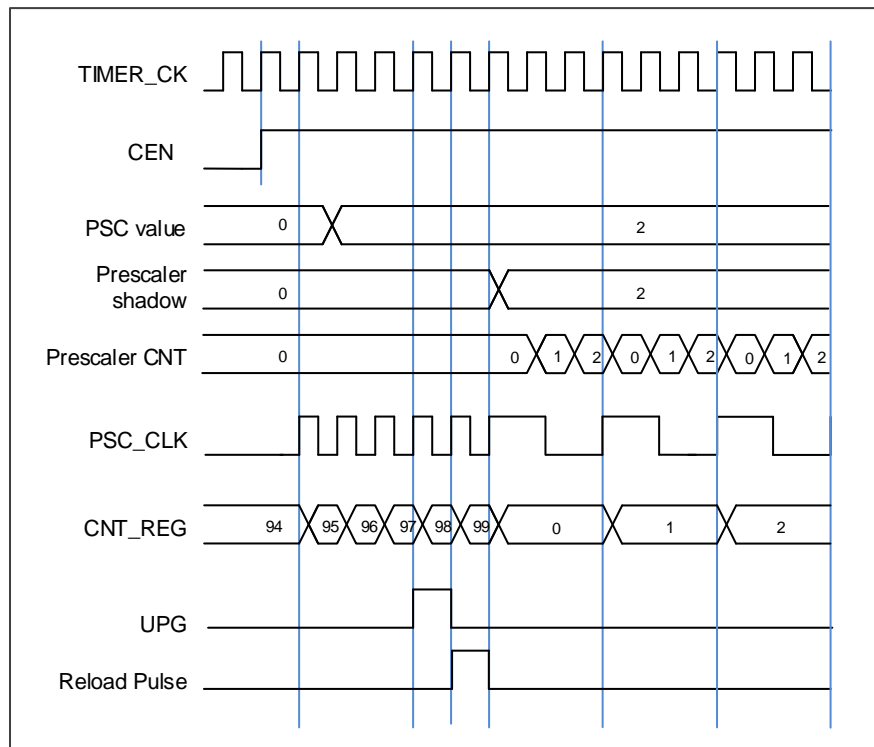 TIMER_CK
CEN
PSC value 0 2
Prescaler
shadow 0 2
Prescaler CNT 0 0 1 2 0 1 2 0 1 2
PSC_CLK
CNT_REG 94 95 96 97 98 99 0 1 2
UPG
Reload Pulse